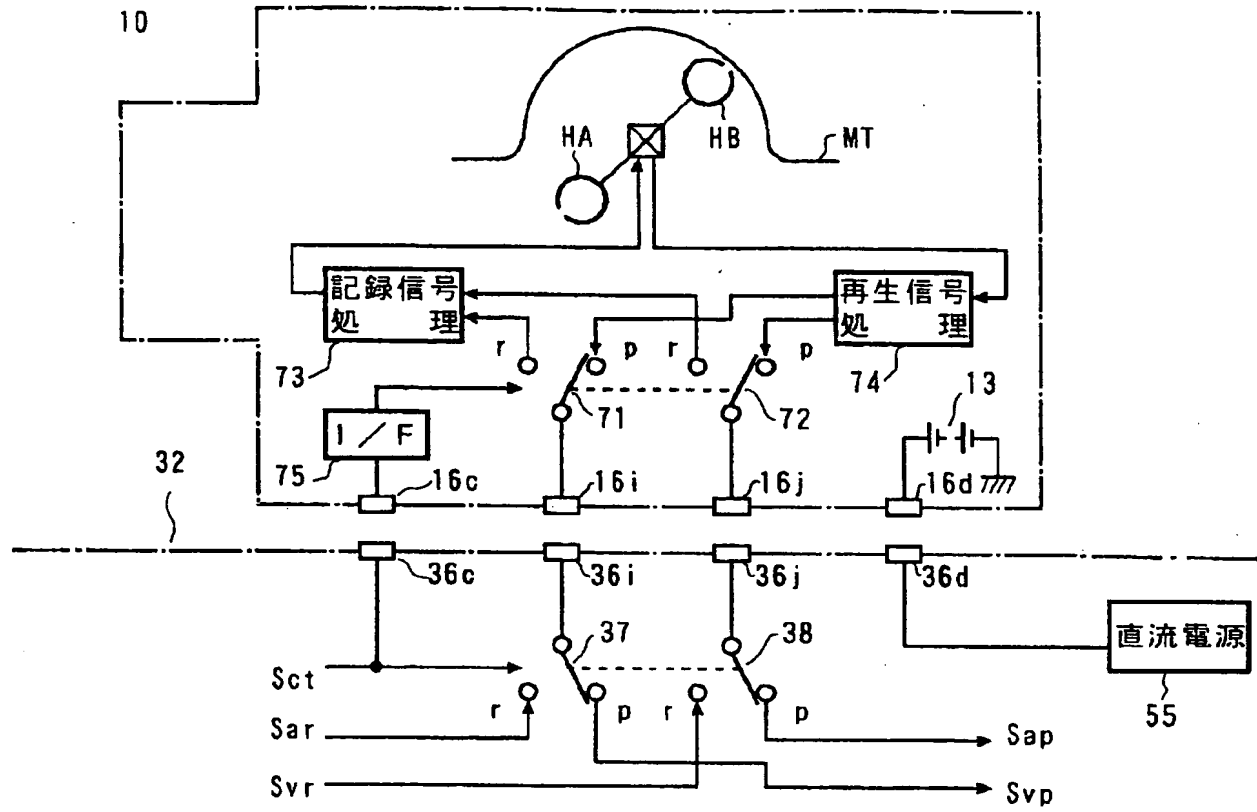 10
HA
HB
MT
記録信号
処 理
再生信号
処 理
r
p
r
p
73
74
71
72
13
I/F
75
32
16c
16i
16j
16d
36c
36i
36j
36d
37
38
直流電源
55
Sct
r
p
r
p
Sar
Sap
Svr
Svp